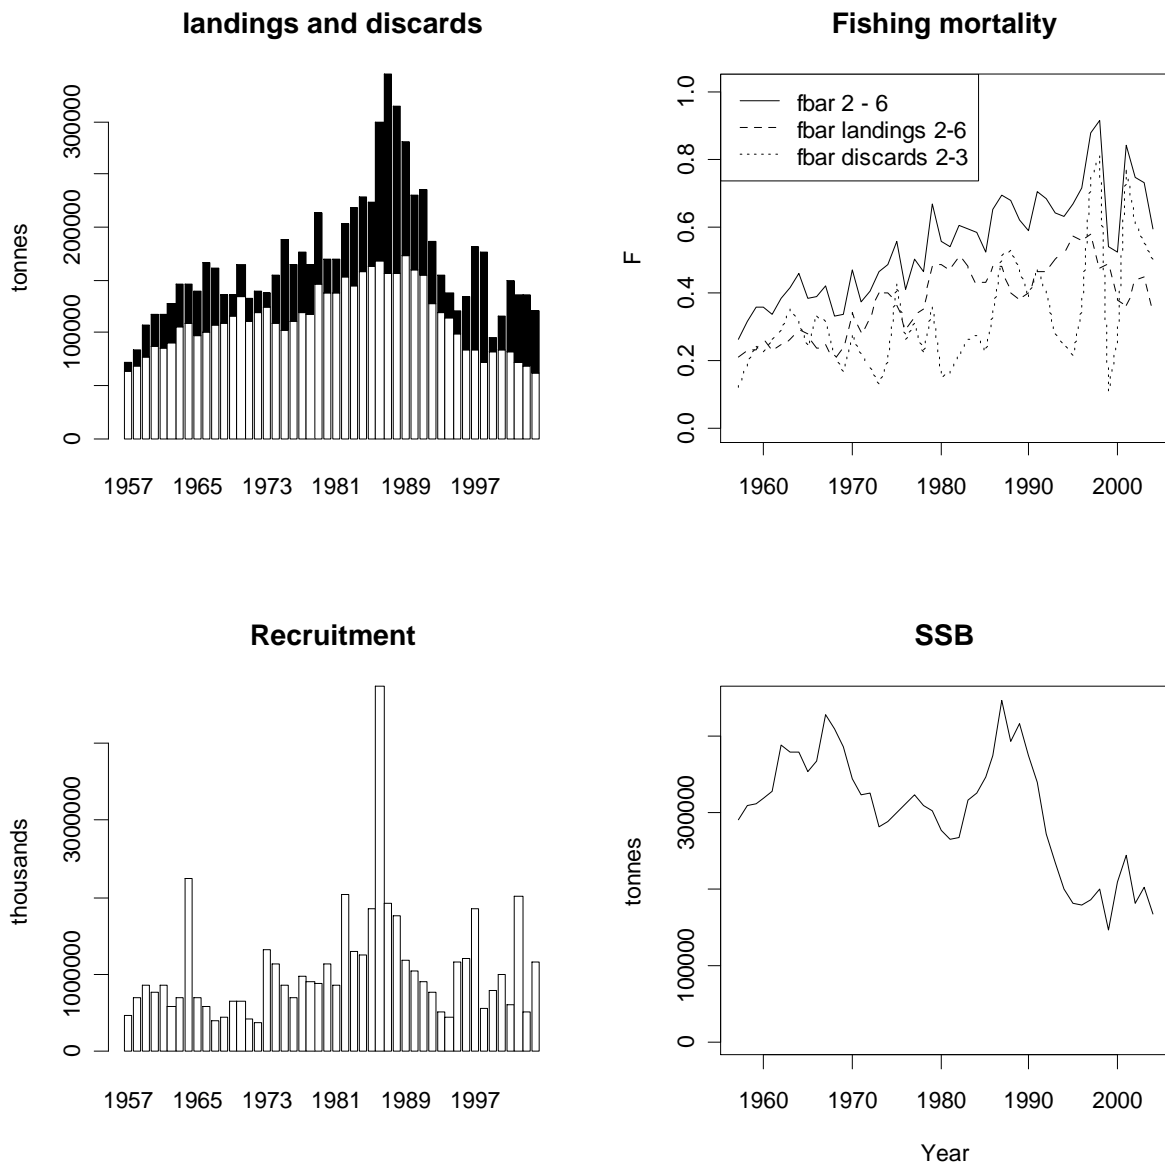 landings and discards
tonnes
0
100000
200000
300000
1957 1965 1973 1981 1989 1997
Fishing mortality
F
0.0
0.2
0.4
0.6
0.8
1.0
fbar 2 - 6
fbar landings 2-6
fbar discards 2-3
1960 1970 1980 1990 2000
Recruitment
thousands
0
1000000
3000000
1957 1965 1973 1981 1989 1997
SSB
tonnes
0
100000
300000
1960 1970 1980 1990 2000
Year